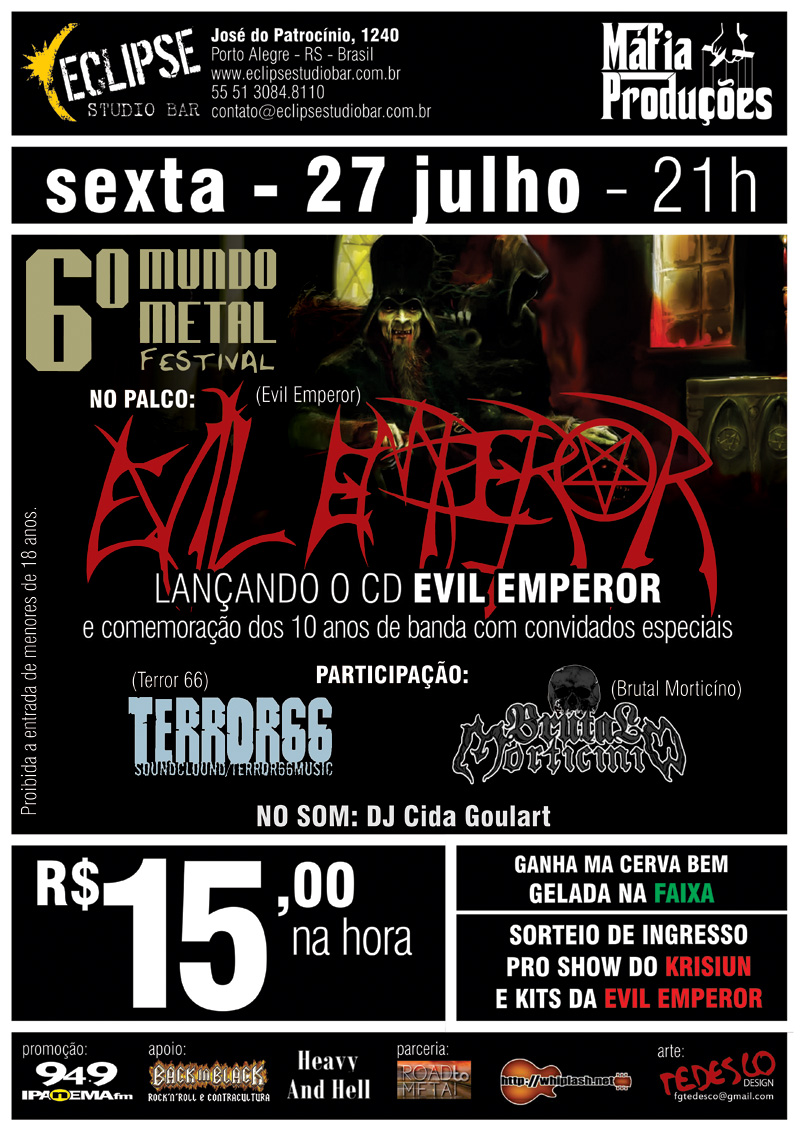 ECLIPSE
STUDIO BAR
José do Patrocínio, 1240
Porto Alegre - RS - Brasil
www.eclipsestudiobar.com.br
55 51 3084.8110
contato@eclipsestudiobar.com.br
Máfia
Produções
sexta - 27 julho - 21h
6º MUNDO
METAL
FESTIVAL
NO PALCO:
(Evil Emperor)
EVIL EMPEROR
LANÇANDO O CD EVIL EMPEROR
e comemoração dos 10 anos de banda com convidados especiais
Proibida a entrada de menores de 18 anos.
PARTICIPAÇÃO:
(Terror 66)
TERROR66
SOUNDCLOUND/TERROR66MUSIC
(Brutal Morticíno)
Brutal
Morticínio
NO SOM: DJ Cida Goulart
R$15,00
na hora
GANHA MA CERVA BEM
GELADA NA FAIXA
SORTEIO DE INGRESSO
PRO SHOW DO KRISIUN
E KITS DA EVIL EMPEROR
promoção:
94.9
IPANEMAfm
apoio:
BACK IN BLACK
ROCK'N'ROLL E CONTRACULTURA
Heavy
And Hell
parceria:
ROAD to
METAL
http://whiplash.net
arte:
TEDESCO
DESIGN
fgtedesco@gmail.com